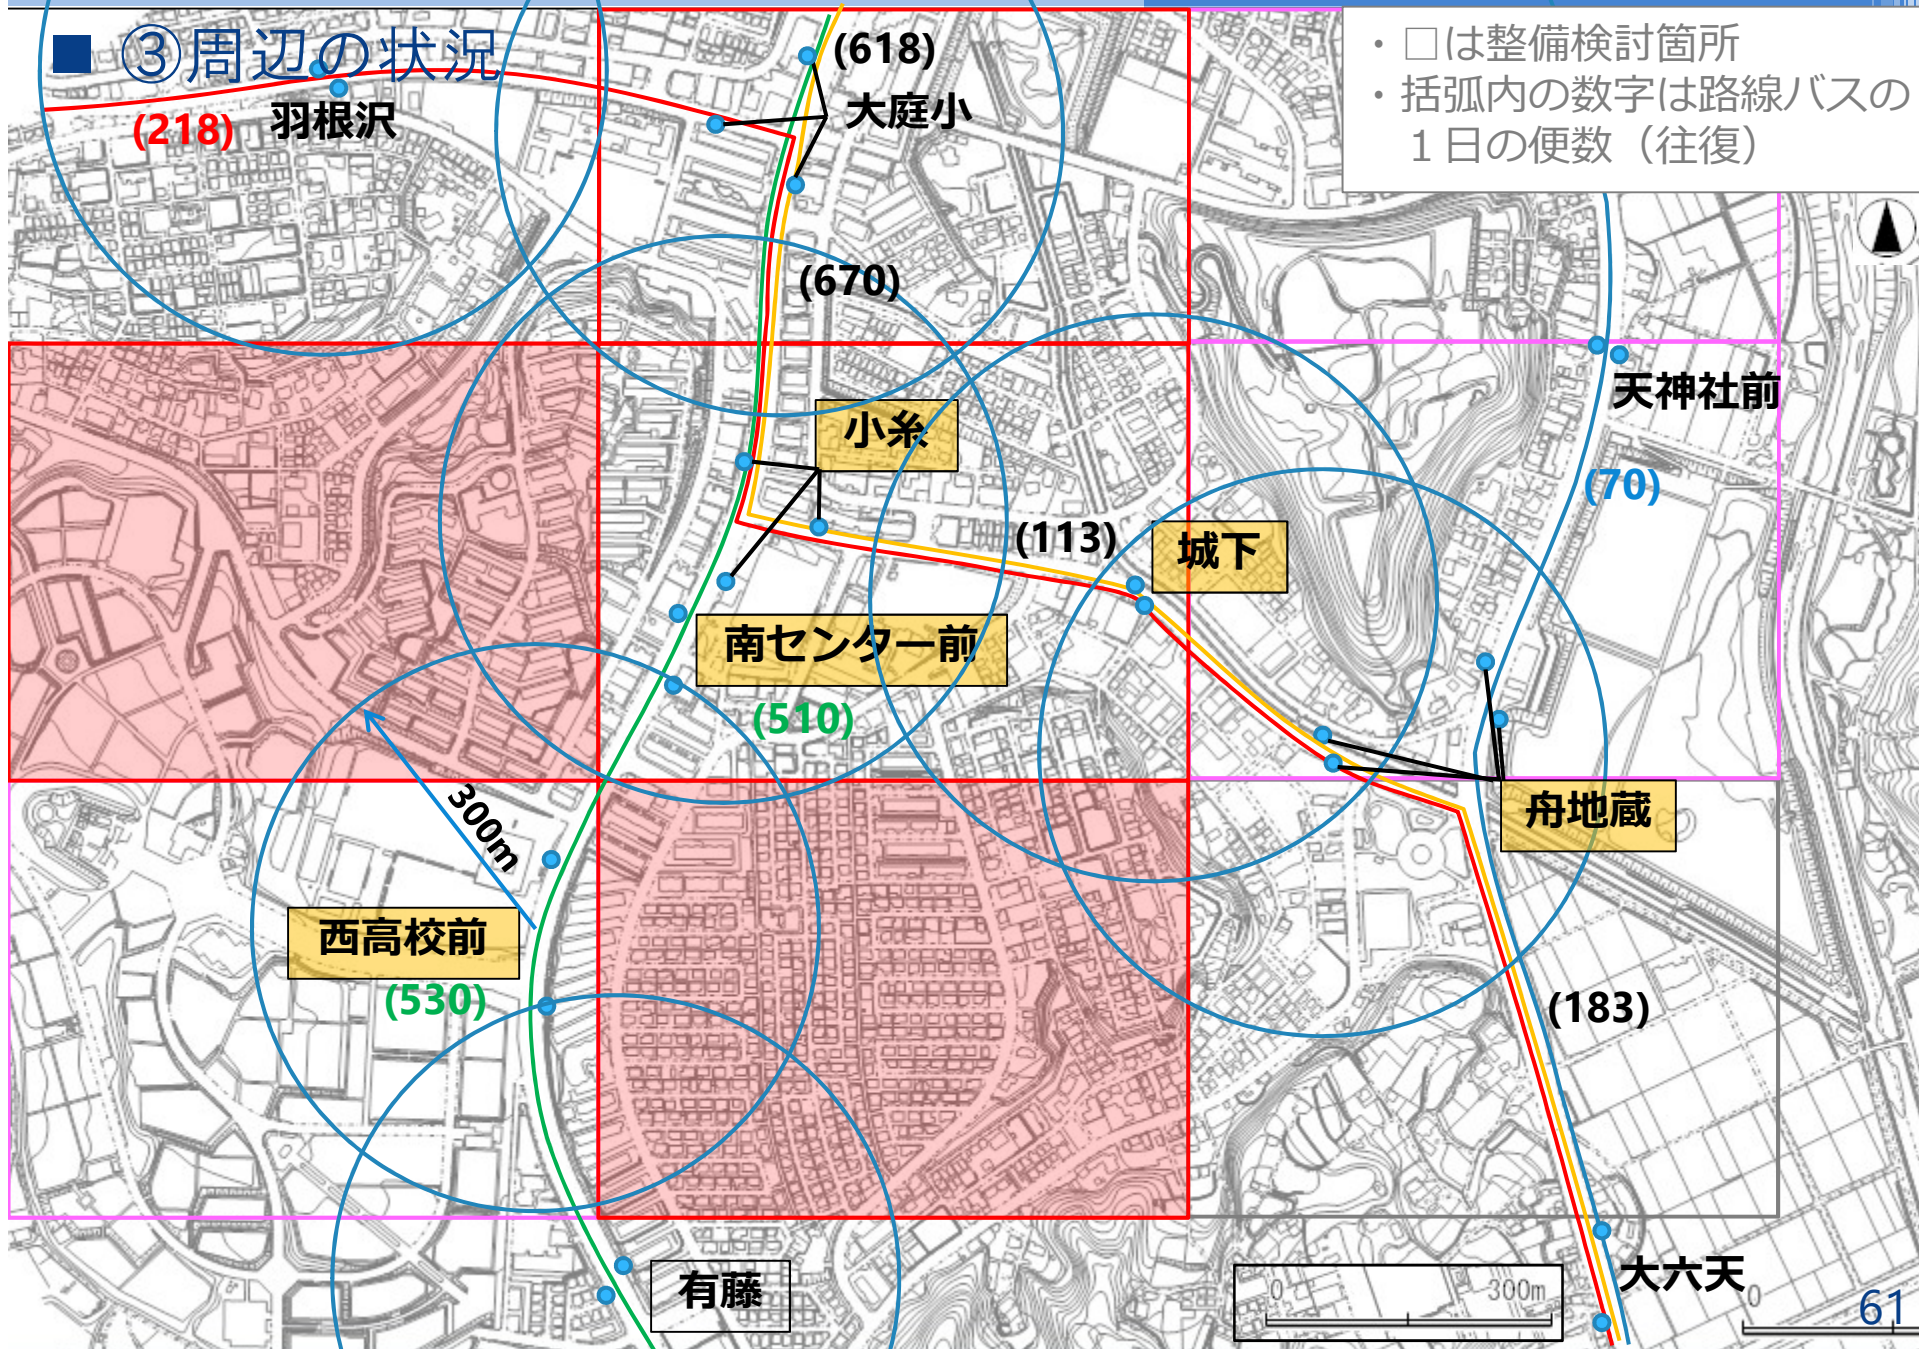 ■ ③周辺の状況
・□は整備検討箇所
・括弧内の数字は路線バスの
１日の便数（往復）
(618)
大庭小
(218)
羽根沢
(670)
天神社前
小糸
(70)
(113)
城下
南センター前
(510)
300m
舟地蔵
西高校前
(530)
(183)
有藤
大六天
0 300m
0
61